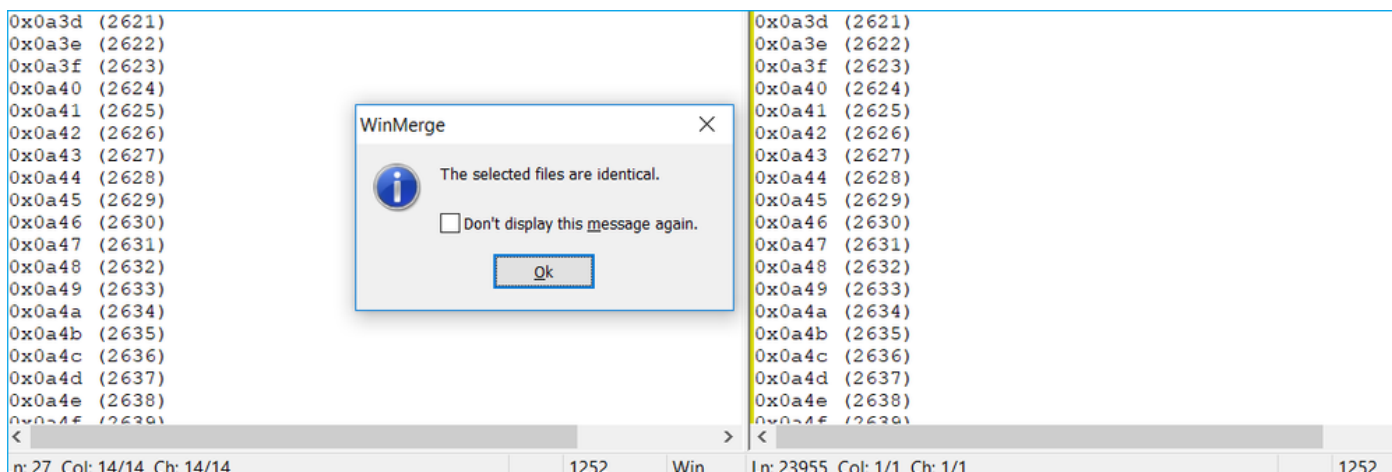 0x0a3d (2621)
0x0a3e (2622)
0x0a3f (2623)
0x0a40 (2624)
0x0a41 (2625)
0x0a42 (2626)
0x0a43 (2627)
0x0a44 (2628)
0x0a45 (2629)
0x0a46 (2630)
0x0a47 (2631)
0x0a48 (2632)
0x0a49 (2633)
0x0a4a (2634)
0x0a4b (2635)
0x0a4c (2636)
0x0a4d (2637)
0x0a4e (2638)
0x0a4f (2639)
WinMerge
The selected files are identical.
Don't display this message again.
Ok
0x0a3d (2621)
0x0a3e (2622)
0x0a3f (2623)
0x0a40 (2624)
0x0a41 (2625)
0x0a42 (2626)
0x0a43 (2627)
0x0a44 (2628)
0x0a45 (2629)
0x0a46 (2630)
0x0a47 (2631)
0x0a48 (2632)
0x0a49 (2633)
0x0a4a (2634)
0x0a4b (2635)
0x0a4c (2636)
0x0a4d (2637)
0x0a4e (2638)
0x0a4f (2639)
n: 27 Col: 14/14 Ch: 14/14 1252 Win
Ln: 23955 Col: 1/1 Ch: 1/1 1252